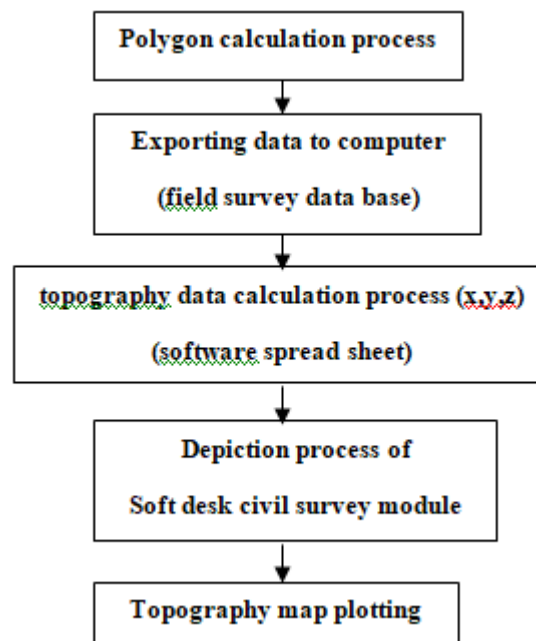 Polygon calculation process
Exporting data to computer
(field survey data base)
topography data calculation process (x,y,z)
(software spread sheet)
Depiction process of
Soft desk civil survey module
Topography map plotting